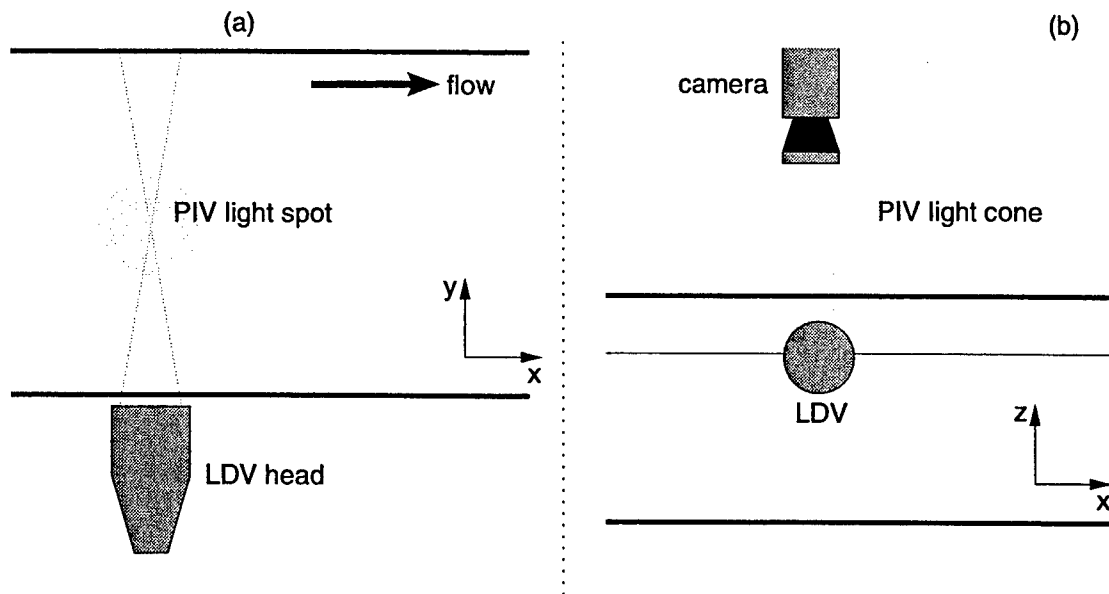 (a)
flow
PIV light spot
y
x
LDV head
(b)
camera
PIV light cone
LDV
z
x